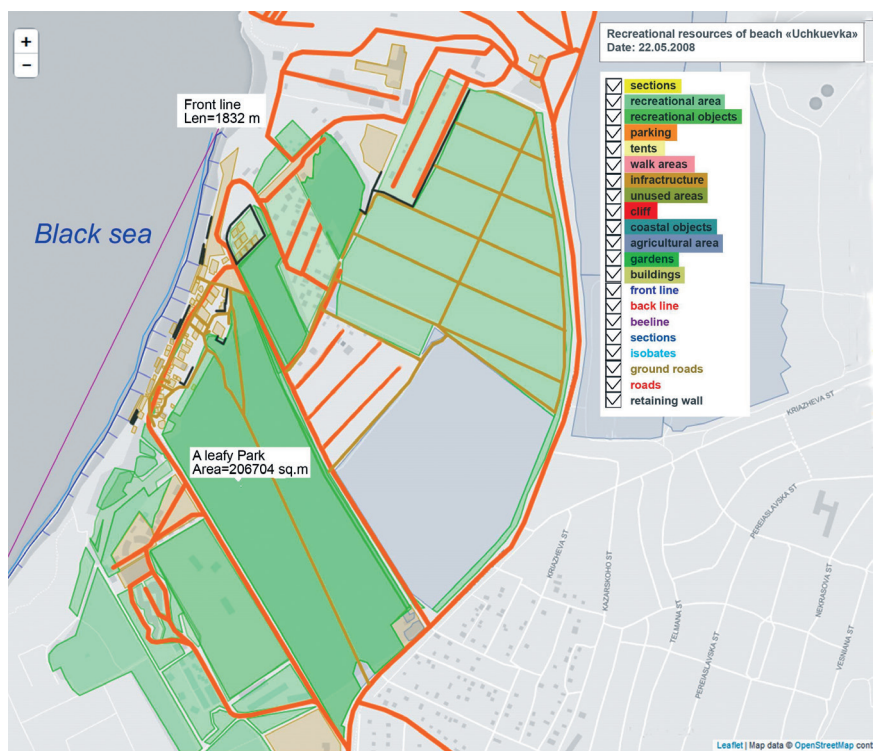 +
−
Recreational resources of beach «Uchkuevka»
Date: 22.05.2008
Front line
Len=1832 m
Black sea
A leafy Park
Area=206704 sq.m
sections
recreational area
recreational objects
parking
tents
walk areas
infractructure
unused areas
cliff
coastal objects
agricultural area
gardens
buildings
front line
back line
beeline
sections
isobates
ground roads
roads
retaining wall
KRIAZHEVA ST
PEREIASLAVSKA ST
KRIAZHEVA ST
KAZARSKOHO ST
TELMANA ST
PEREIASLAVSKA ST
NEKRASOVA ST
VESNIANA ST
Leaflet | Map data © OpenStreetMap cont